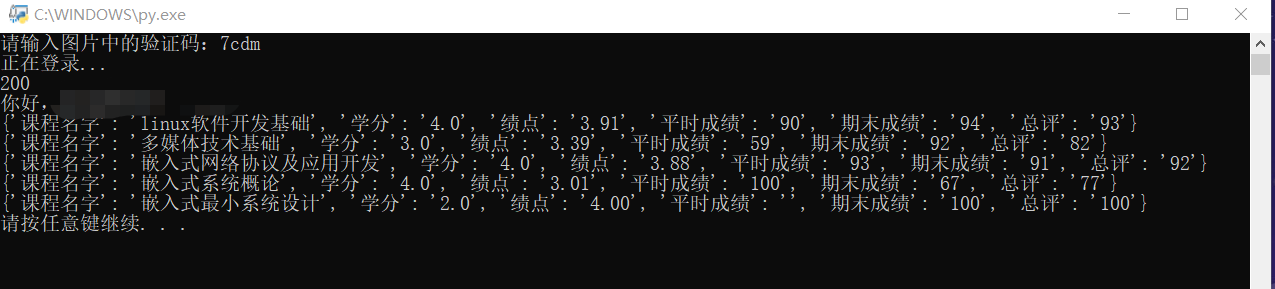 C:\WINDOWS\py.exe
请输入图片中的验证码：7cdm
正在登录...
200
你好，
{'课程名字': 'linux软件开发基础', '学分': '4.0', '绩点': '3.91', '平时成绩': '90', '期末成绩': '94', '总评': '93'}
{'课程名字': '多媒体技术基础', '学分': '3.0', '绩点': '3.39', '平时成绩': '59', '期末成绩': '92', '总评': '82'}
{'课程名字': '嵌入式网络协议及应用开发', '学分': '4.0', '绩点': '3.88', '平时成绩': '93', '期末成绩': '91', '总评': '92'}
{'课程名字': '嵌入式系统概论', '学分': '4.0', '绩点': '3.01', '平时成绩': '100', '期末成绩': '67', '总评': '77'}
{'课程名字': '嵌入式最小系统设计', '学分': '2.0', '绩点': '4.00', '平时成绩': '', '期末成绩': '100', '总评': '100'}
请按任意键继续. . .